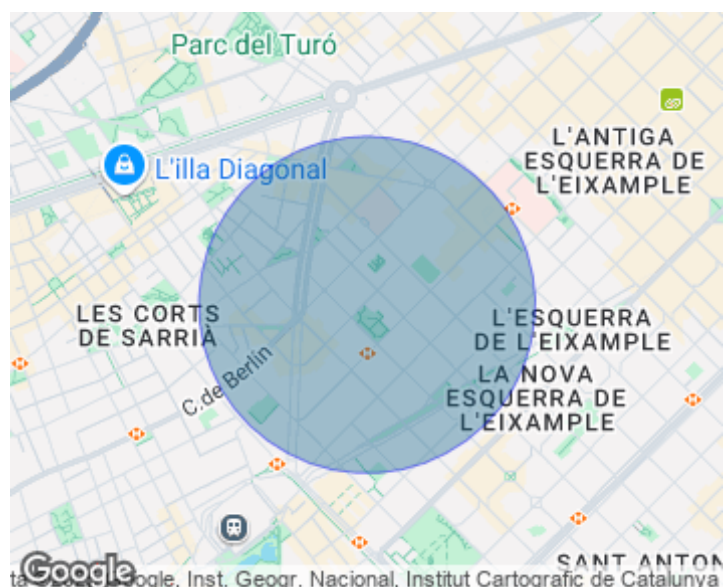 Parc del Turó
L'ANTIGA
ESQUERRA DE
L'EIXAMPLE
L'illa Diagonal
LES CORTS
DE SARRIÀ
L'ESQUERRA
DE L'EIXAMPLE
C. de Berlín
LA NOVA
ESQUERRA DE
L'EIXAMPLE
SANT ANTON
Google
ogle, Inst. Geogr. Nacional, Institut Cartogràfic de Catalunya